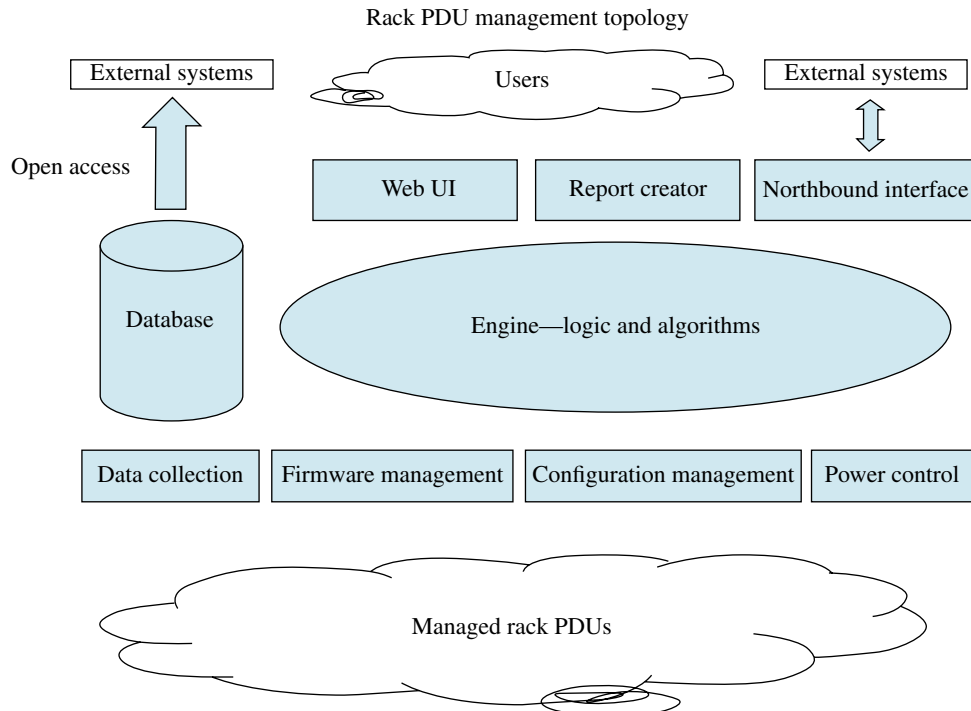 Rack PDU management topology
External systems
Users
External systems
Open access
Web UI
Report creator
Northbound interface
Database
Engine—logic and algorithms
Data collection
Firmware management
Configuration management
Power control
Managed rack PDUs